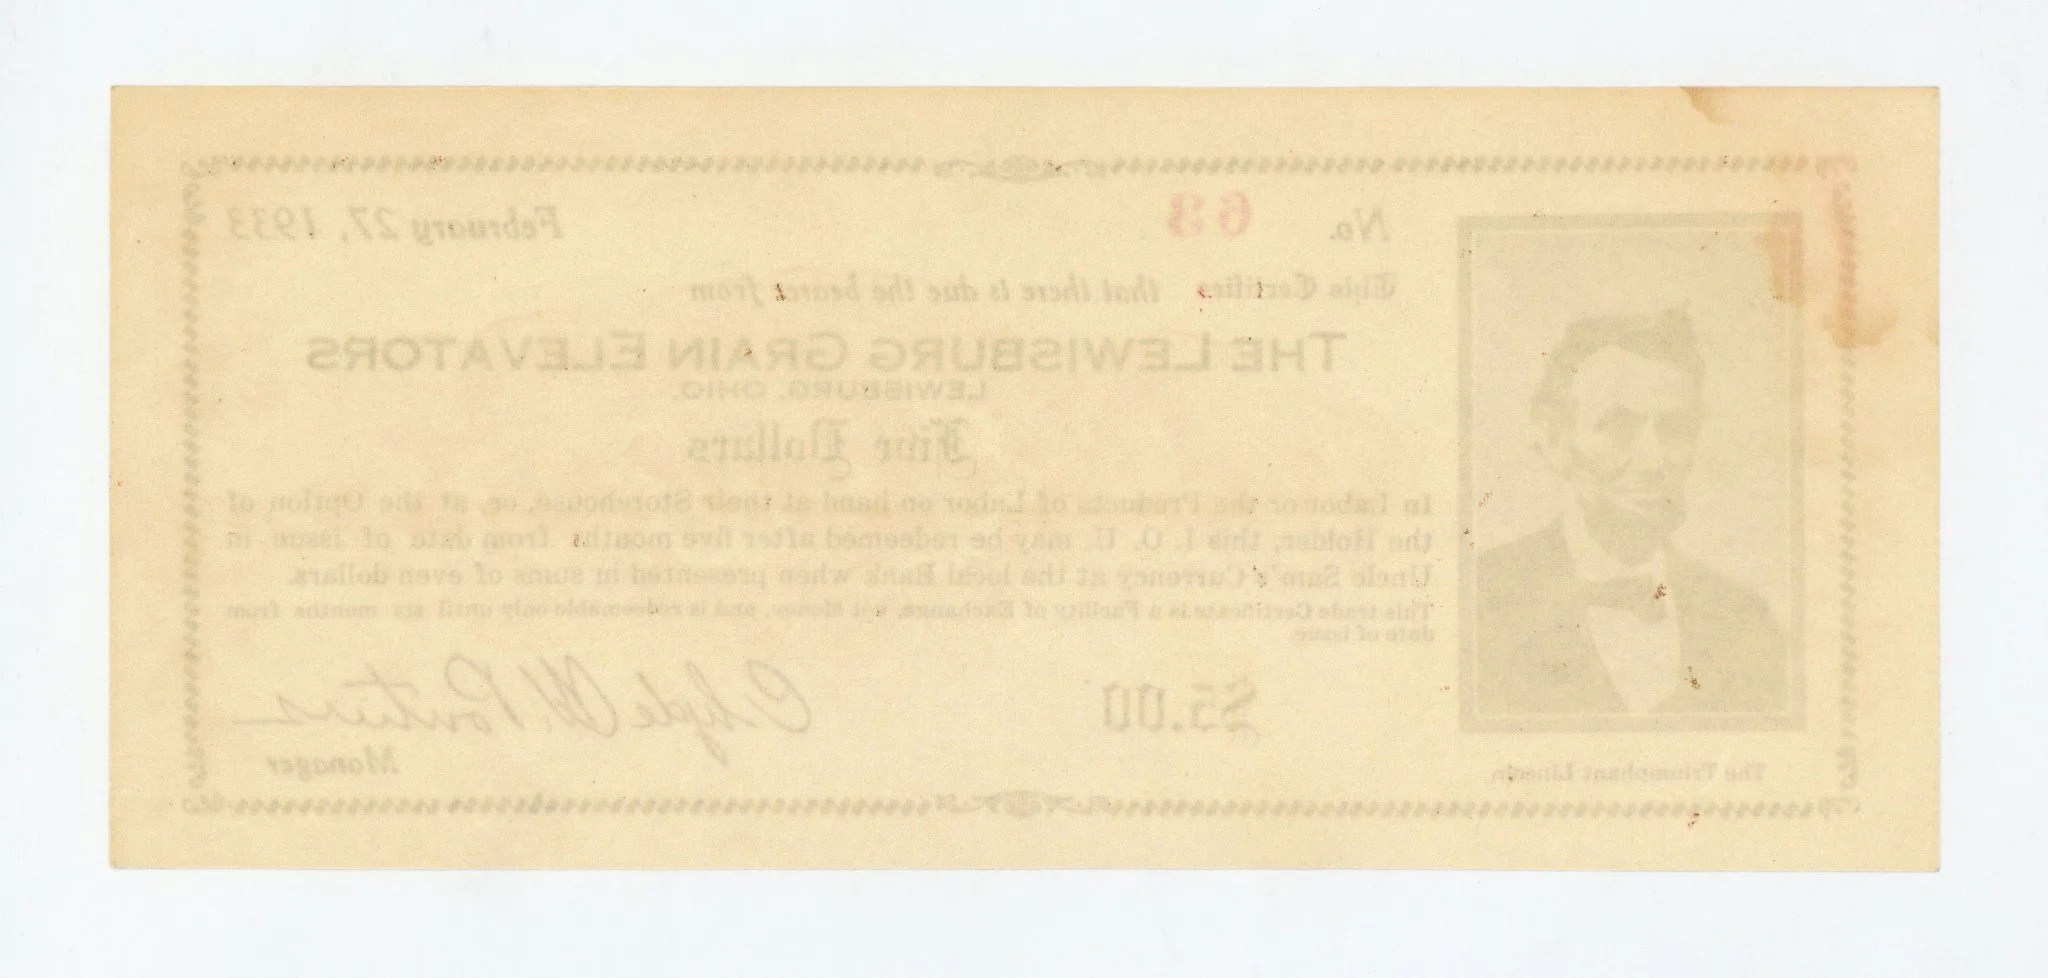 No. 63 February 27, 1933
This Certifies that there is due the bearer from
THE LEWISBURG GRAIN ELEVATORS
LEWISBURG, OHIO.
Five Dollars
In Labor or the Products of Labor on hand at their Storehouse, or, at the Option of
the Holder, this I. O. U. may be redeemed after five months from date of issue in
Uncle Sam's Currency at the local Bank when presented in sums of even dollars.
This trade Certificate is a Facility of Exchange, not Money, and is redeemable only until six months from
date of issue.
$5.00 Clyde W. Pontius
Manager
The Triumphant Lincoln